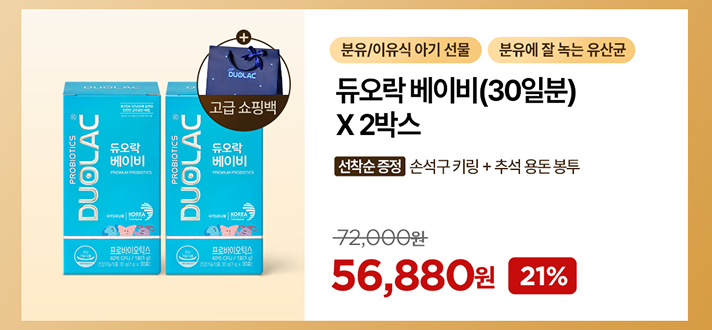 분유/이유식 아기 선물
분유에 잘 녹는 유산균
듀오락 베이비(30일분)
X 2박스
선착순 증정 손석구 키링 + 추석 용돈 봉투
72,000원
56,880원 21%
+
DUOLAC
고급 쇼핑백
PROBIOTICS
DUOLAC
듀오락
베이비
PREMIUM PROBIOTICS
KOREA
프로바이오틱스
PROBIOTICS
DUOLAC
듀오락
베이비
PREMIUM PROBIOTICS
KOREA
프로바이오틱스